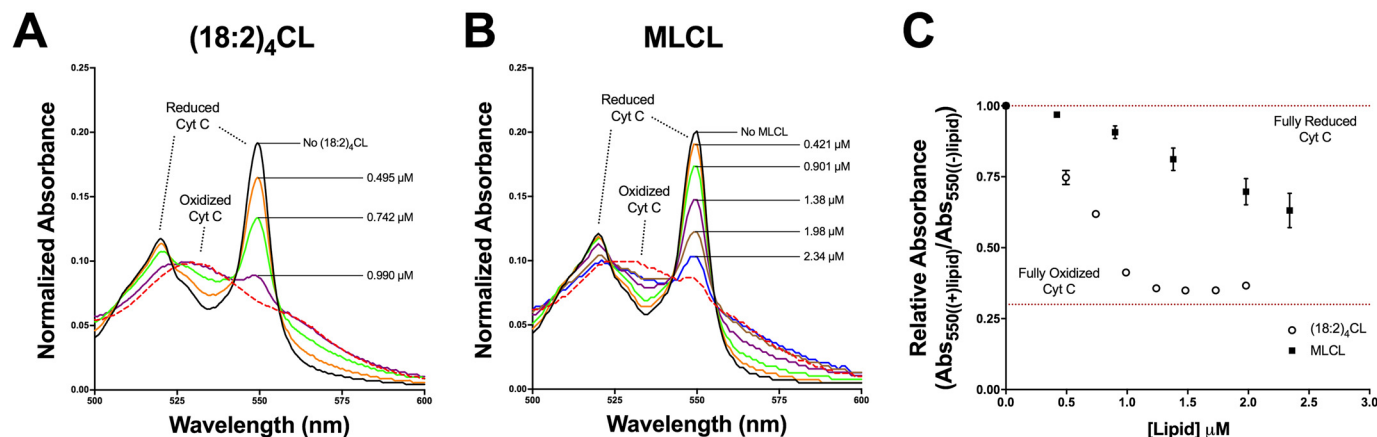 A
(18:2)4CL
0.25
0.20
0.15
0.10
0.05
0.00
Normalized Absorbance
Reduced
Cyt C
Oxidized
Cyt C
No (18:2)4CL
0.495 μM
0.742 μM
0.990 μM
500
525
550
575
600
Wavelength (nm)
B
MLCL
0.25
0.20
0.15
0.10
0.05
0.00
Normalized Absorbance
Reduced
Cyt C
Oxidized
Cyt C
No MLCL
0.421 μM
0.901 μM
1.38 μM
1.98 μM
2.34 μM
500
525
550
575
600
Wavelength (nm)
C
Relative Absorbance
(Abs550((+)lipid)/Abs550((-)lipid))
1.00
0.75
0.50
0.25
0.00
Fully Reduced
Cyt C
Fully Oxidized
Cyt C
(18:2)4CL
MLCL
0.0
0.5
1.0
1.5
2.0
2.5
3.0
[Lipid] μM